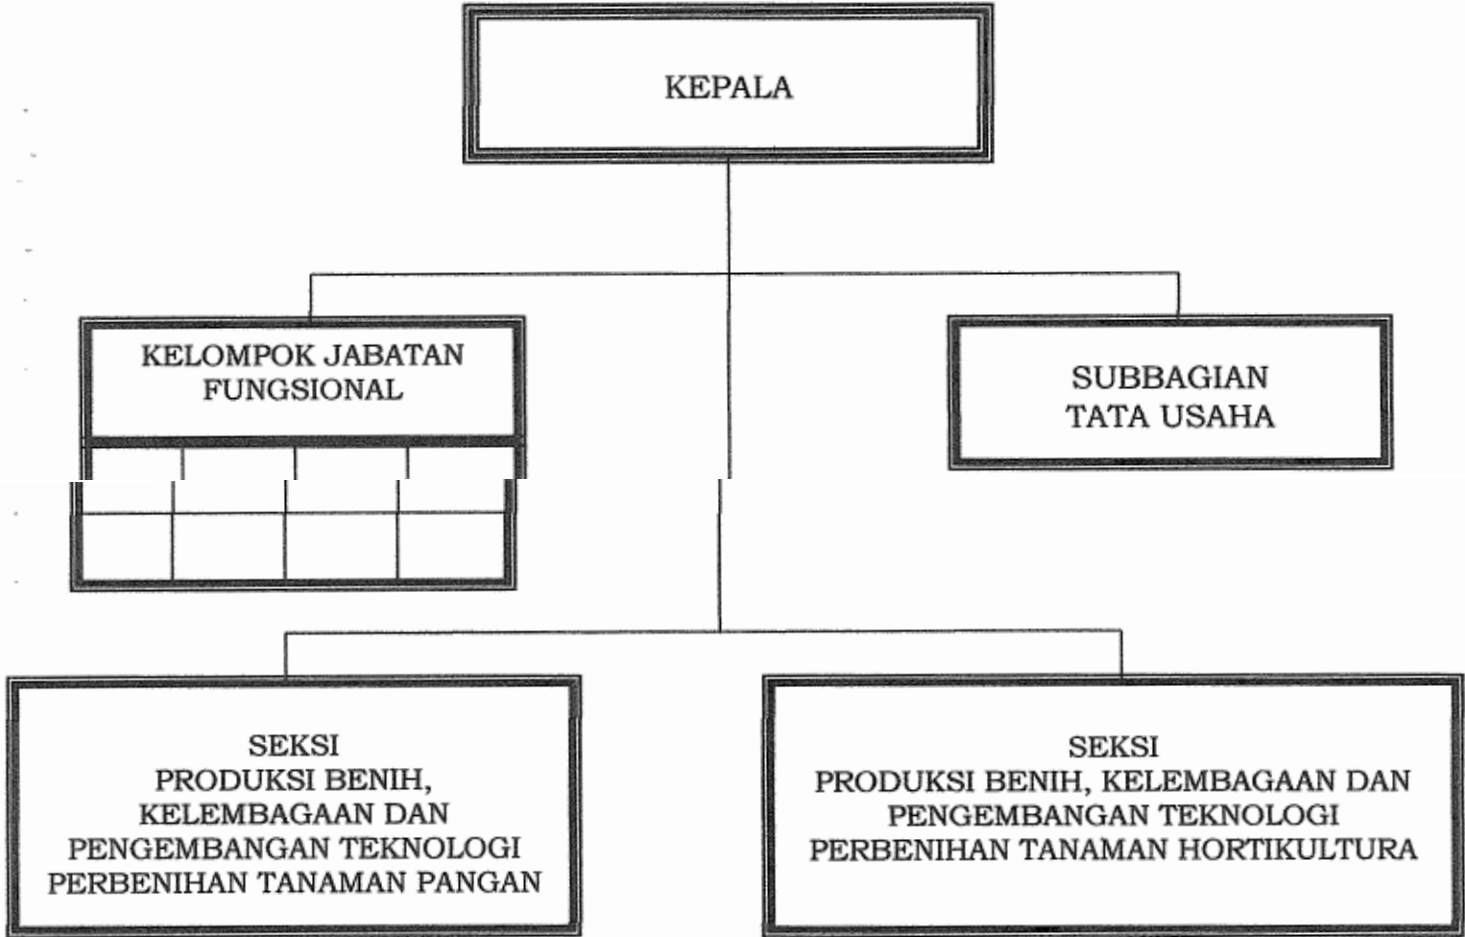 KEPALA
KELOMPOK JABATAN
FUNGSIONAL
SUBBAGIAN
TATA USAHA
SEKSI
PRODUKSI BENIH,
KELEMBAGAAN DAN
PENGEMBANGAN TEKNOLOGI
PERBENIHAN TANAMAN PANGAN
SEKSI
PRODUKSI BENIH, KELEMBAGAAN DAN
PENGEMBANGAN TEKNOLOGI
PERBENIHAN TANAMAN HORTIKULTURA